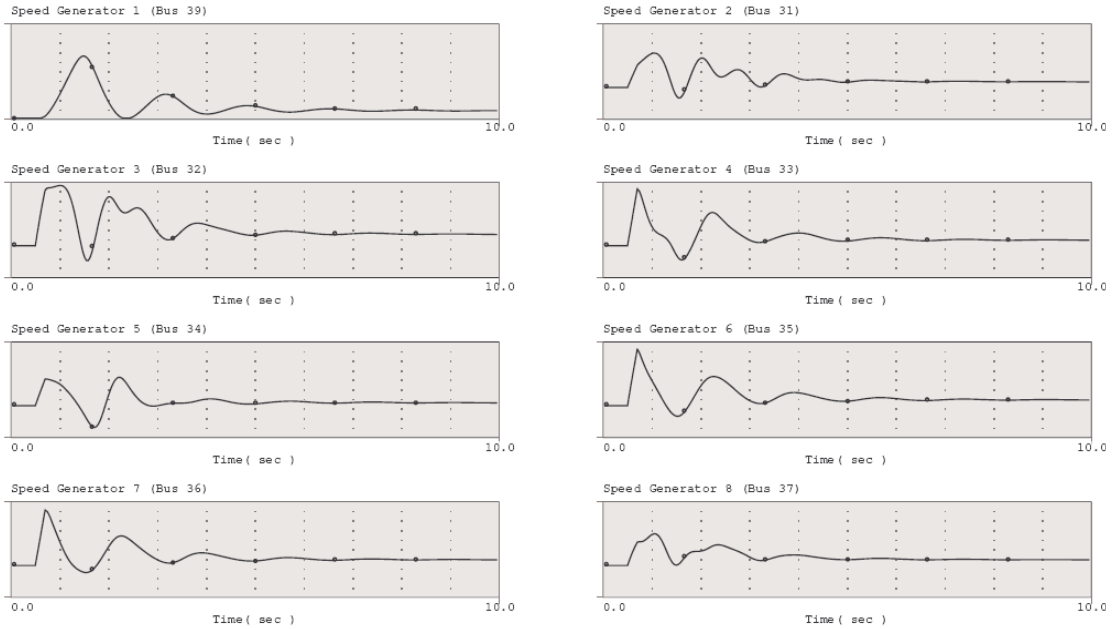 Speed Generator 1 (Bus 39)
Speed Generator 2 (Bus 31)
0.0 10.0
Time( sec )
0.0 10.0
Time( sec )
Speed Generator 3 (Bus 32)
Speed Generator 4 (Bus 33)
0.0 10.0
Time( sec )
0.0 10.0
Time( sec )
Speed Generator 5 (Bus 34)
Speed Generator 6 (Bus 35)
0.0 10.0
Time( sec )
0.0 10.0
Time( sec )
Speed Generator 7 (Bus 36)
Speed Generator 8 (Bus 37)
0.0 10.0
Time( sec )
0.0 10.0
Time( sec )